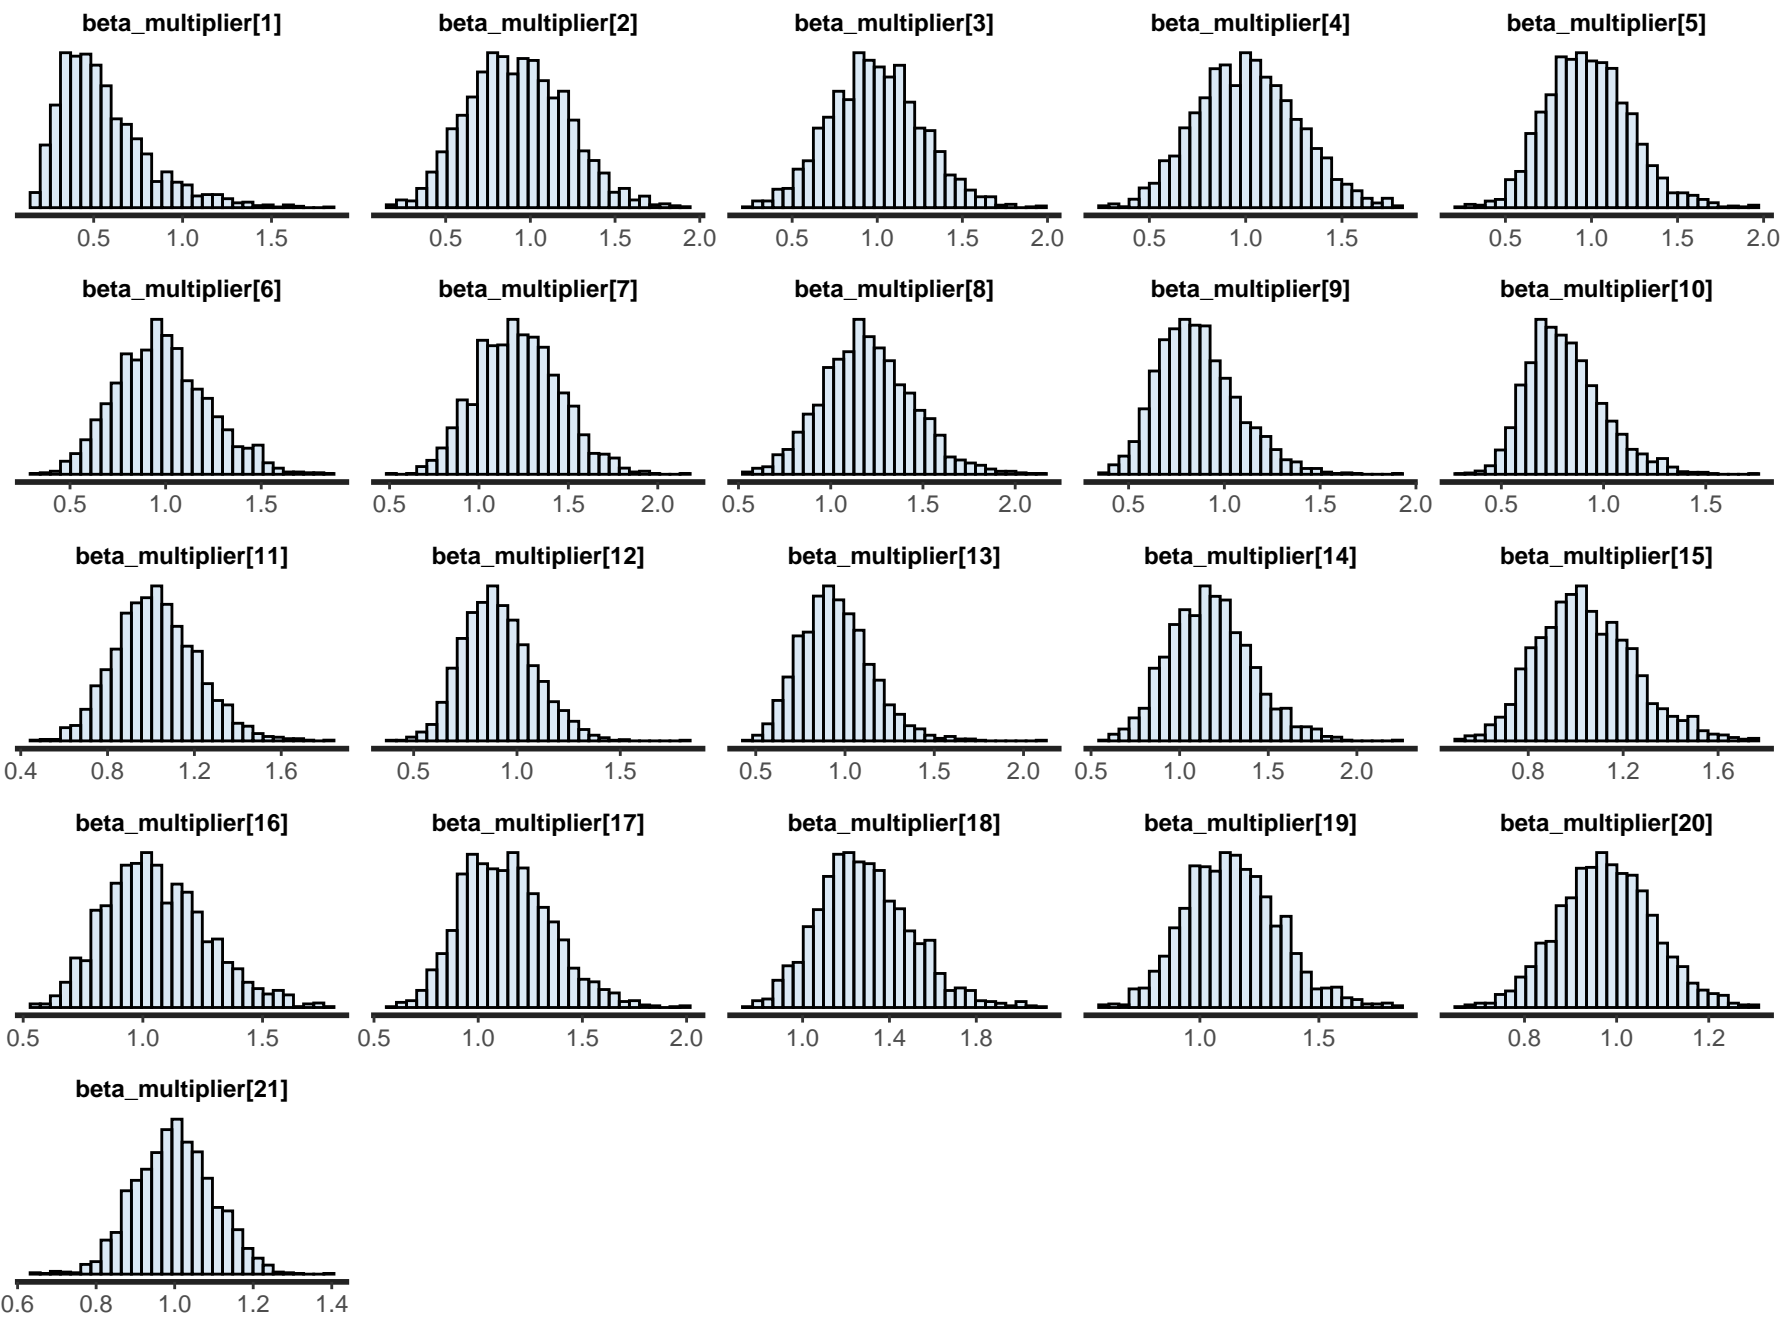 beta_multiplier[1] beta_multiplier[2] beta_multiplier[3] beta_multiplier[4] beta_multiplier[5]
0.5 1.0 1.5 0.5 1.0 1.5 2.0 0.5 1.0 1.5 2.0 0.5 1.0 1.5 0.5 1.0 1.5 2.0
beta_multiplier[6] beta_multiplier[7] beta_multiplier[8] beta_multiplier[9] beta_multiplier[10]
0.5 1.0 1.5 0.5 1.0 1.5 2.0 0.5 1.0 1.5 2.0 0.5 1.0 1.5 2.0 0.5 1.0 1.5
beta_multiplier[11] beta_multiplier[12] beta_multiplier[13] beta_multiplier[14] beta_multiplier[15]
0.4 0.8 1.2 1.6 0.5 1.0 1.5 0.5 1.0 1.5 2.0 0.5 1.0 1.5 2.0 0.8 1.2 1.6
beta_multiplier[16] beta_multiplier[17] beta_multiplier[18] beta_multiplier[19] beta_multiplier[20]
0.5 1.0 1.5 0.5 1.0 1.5 2.0 1.0 1.4 1.8 1.0 1.5 0.8 1.0 1.2
beta_multiplier[21]
0.6 0.8 1.0 1.2 1.4